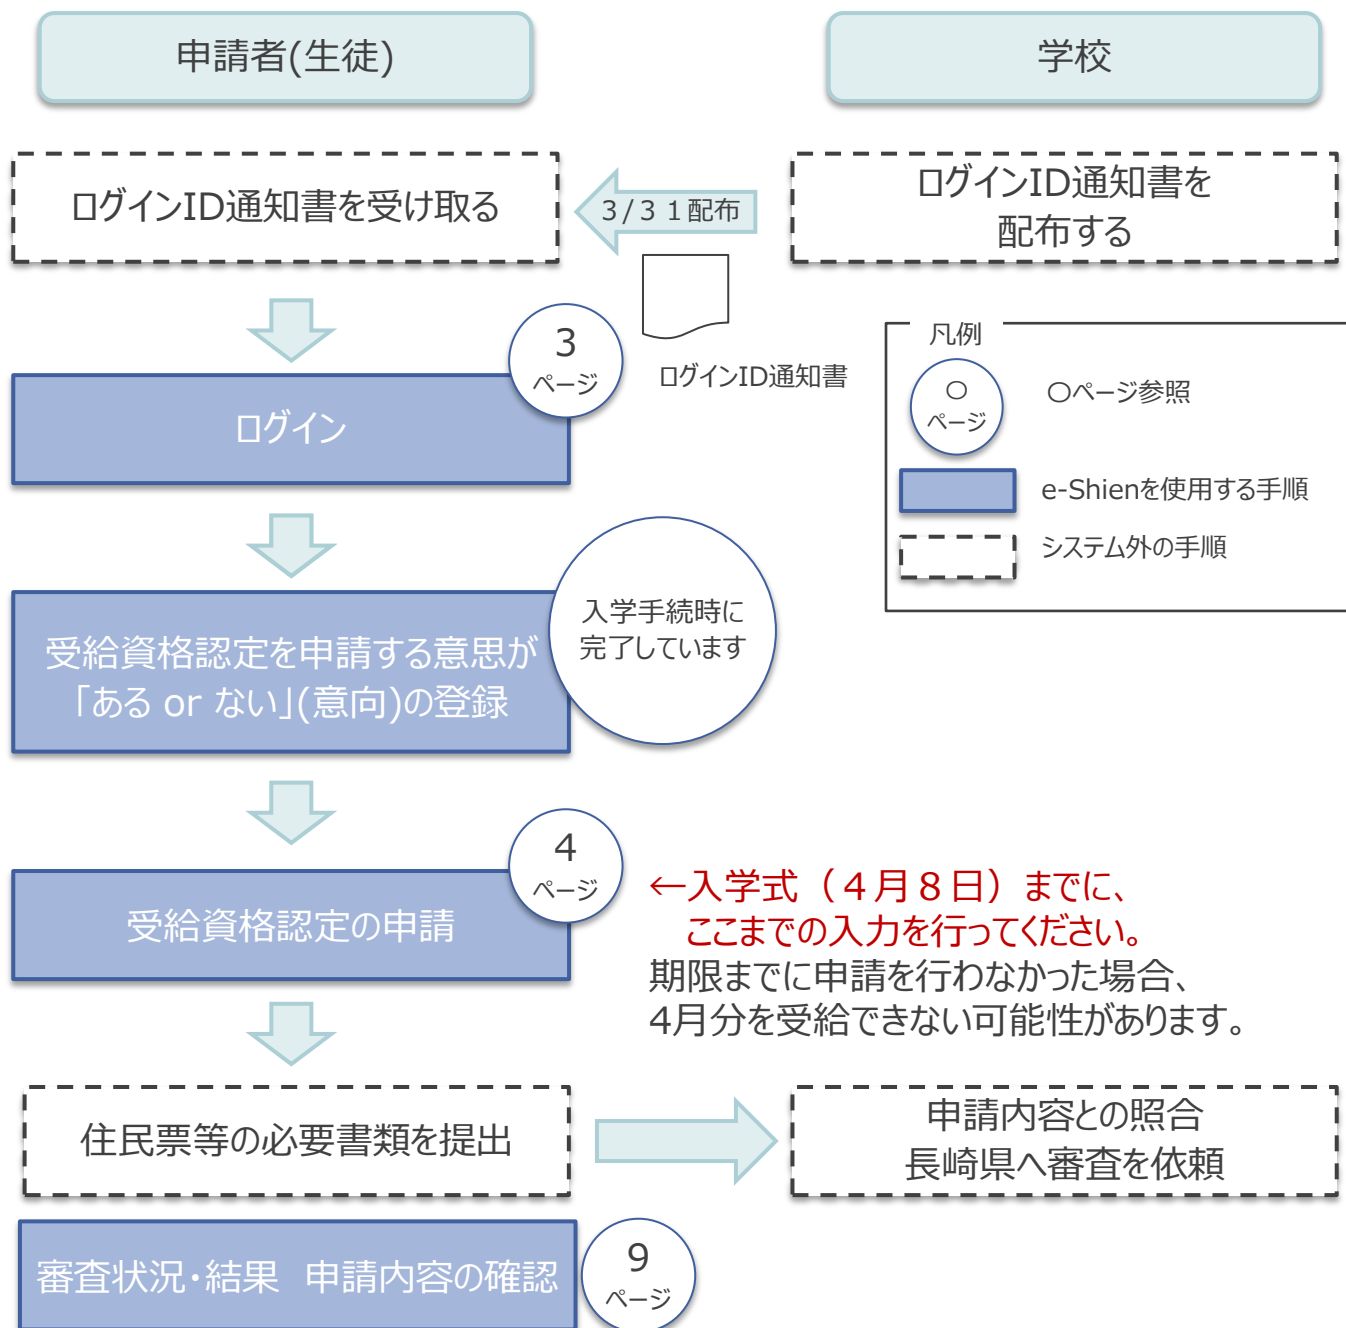 申請者(生徒)
学校
ログインID通知書を受け取る
3/３１配布
ログインID通知書を
配布する
ログインID通知書
凡例
〇
ページ
〇ページ参照
e-Shienを使用する手順
システム外の手順
3
ページ
ログイン
入学手続時に
完了しています
受給資格認定を申請する意思が
「ある or ない」(意向)の登録
4
ページ
受給資格認定の申請
←入学式（４月８日）までに、
ここまでの入力を行ってください。
期限までに申請を行わなかった場合、
4月分を受給できない可能性があります。
住民票等の必要書類を提出
申請内容との照合
長崎県へ審査を依頼
審査状況・結果　申請内容の確認
9
ページ